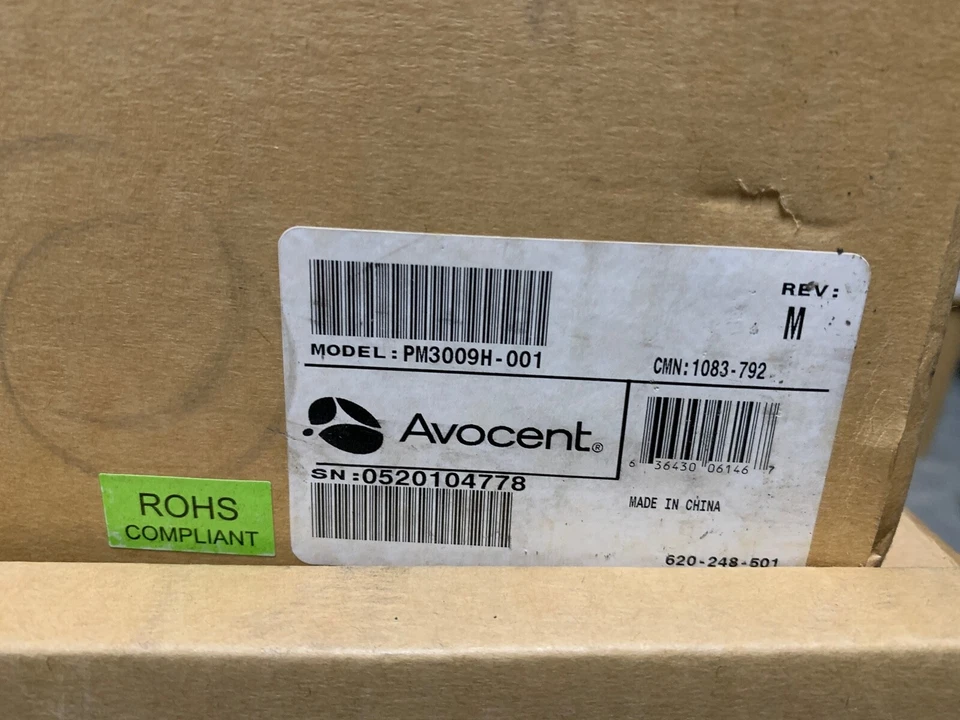 REV:
M
MODEL: PM3009H-001
CMN: 1083-792
Avocent®
6 36430 06146 7
SN: 0520104778
MADE IN CHINA
620-248-501
ROHS
COMPLIANT